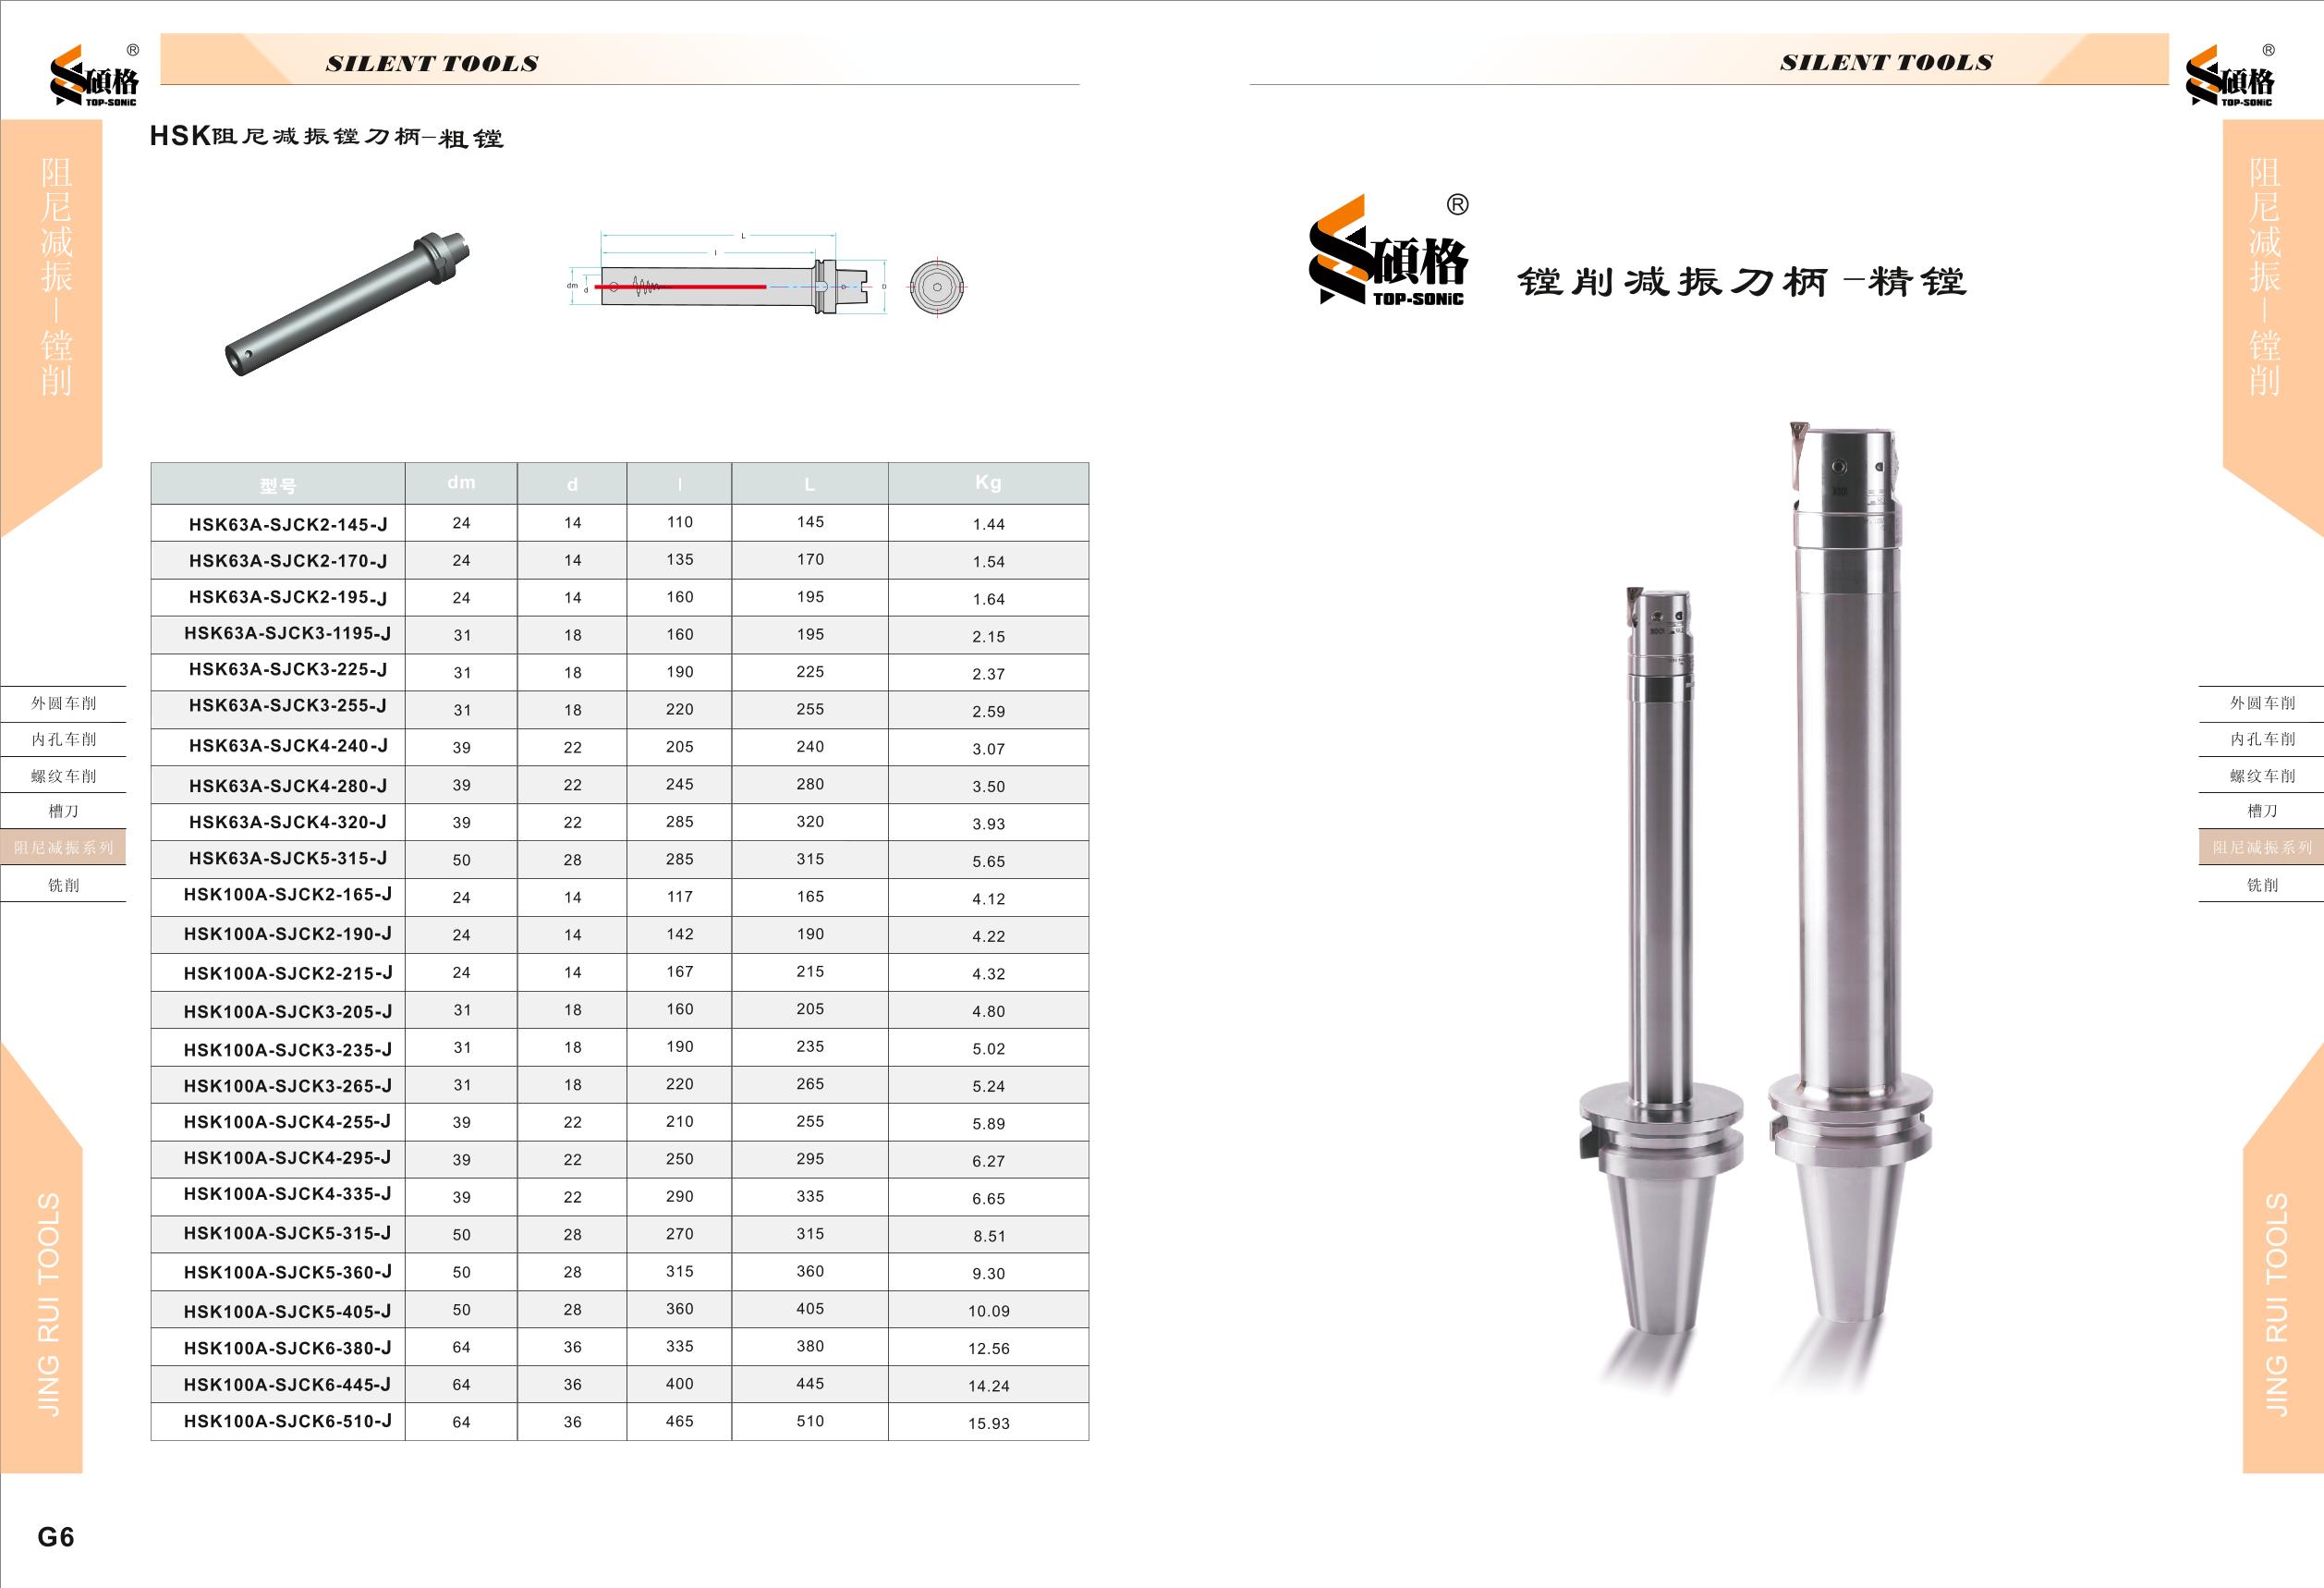 碩格
®
TOP-SONiC
SILENT TOOLS
阻尼减振－镗削
HSK阻尼减振镗刀柄–粗镗
L
l
dm
d
D
D
型号 dm d l L Kg
HSK63A-SJCK2-145-J 24 14 110 145 1.44
HSK63A-SJCK2-170-J 24 14 135 170 1.54
HSK63A-SJCK2-195-J 24 14 160 195 1.64
HSK63A-SJCK3-1195-J 31 18 160 195 2.15
HSK63A-SJCK3-225-J 31 18 190 225 2.37
HSK63A-SJCK3-255-J 31 18 220 255 2.59
HSK63A-SJCK4-240-J 39 22 205 240 3.07
HSK63A-SJCK4-280-J 39 22 245 280 3.50
HSK63A-SJCK4-320-J 39 22 285 320 3.93
HSK63A-SJCK5-315-J 50 28 285 315 5.65
HSK100A-SJCK2-165-J 24 14 117 165 4.12
HSK100A-SJCK2-190-J 24 14 142 190 4.22
HSK100A-SJCK2-215-J 24 14 167 215 4.32
HSK100A-SJCK3-205-J 31 18 160 205 4.80
HSK100A-SJCK3-235-J 31 18 190 235 5.02
HSK100A-SJCK3-265-J 31 18 220 265 5.24
HSK100A-SJCK4-255-J 39 22 210 255 5.89
HSK100A-SJCK4-295-J 39 22 250 295 6.27
HSK100A-SJCK4-335-J 39 22 290 335 6.65
HSK100A-SJCK5-315-J 50 28 270 315 8.51
HSK100A-SJCK5-360-J 50 28 315 360 9.30
HSK100A-SJCK5-405-J 50 28 360 405 10.09
HSK100A-SJCK6-380-J 64 36 335 380 12.56
HSK100A-SJCK6-445-J 64 36 400 445 14.24
HSK100A-SJCK6-510-J 64 36 465 510 15.93
外圆车削
内孔车削
螺纹车削
槽刀
阻尼减振系列
铣削
JING RUI TOOLS
G6
SILENT TOOLS
碩格
®
TOP-SONiC
碩格
®
TOP-SONiC
镗削减振刀柄 –精镗
阻尼减振－镗削
外圆车削
内孔车削
螺纹车削
槽刀
阻尼减振系列
铣削
JING RUI TOOLS